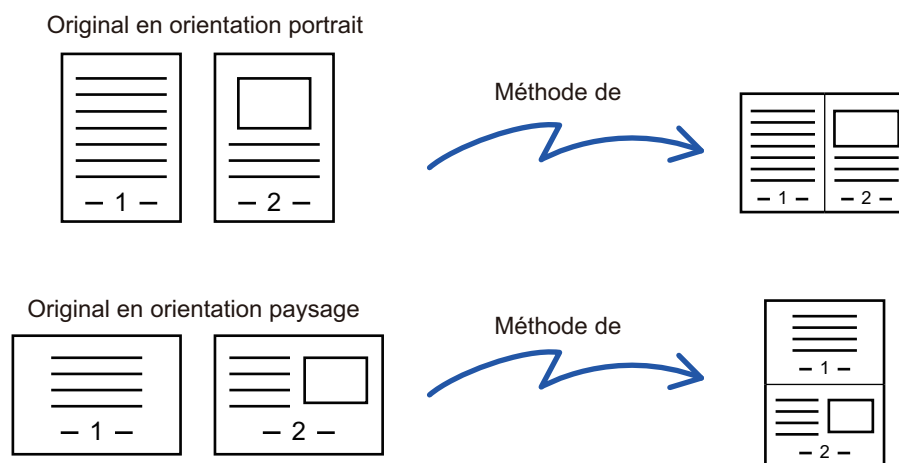 Original en orientation portrait
Méthode de
– 1 –
– 2 –
– 1 –
– 2 –
Original en orientation paysage
Méthode de
– 1 –
– 1 –
– 2 –
– 2 –